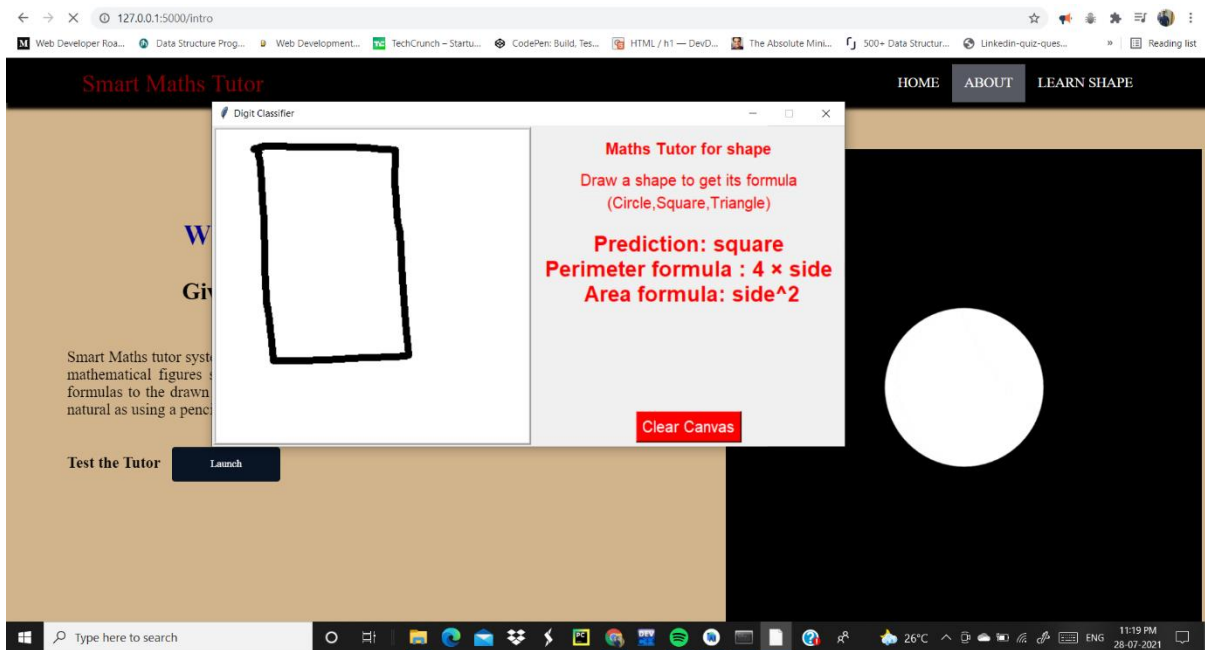 127.0.0.1:5000/intro
Web Developer Roa... Data Structure Prog... Web Development... TechCrunch – Startu... CodePen: Build, Tes... HTML / h1 — DevD... The Absolute Mini... 500+ Data Structur... Linkedin-quiz-ques... » Reading list
Smart Maths Tutor HOME ABOUT LEARN SHAPE
Digit Classifier
Maths Tutor for shape
Draw a shape to get its formula
(Circle,Square,Triangle)
Prediction: square
Perimeter formula : 4 × side
Area formula: side^2
Clear Canvas
W
Giv
Smart Maths tutor syste
mathematical figures s
formulas to the drawn
natural as using a penci
Test the Tutor Launch
Type here to search 26°C ENG 11:19 PM
28-07-2021